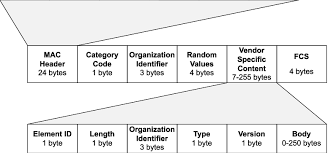 MAC
Header
24 bytes
Category
Code
1 byte
Organization
Identifier
3 bytes
Random
Values
4 bytes
Vendor
Specific
Content
7-255 bytes
FCS
4 bytes
Element ID
1 byte
Length
1 byte
Organization
Identifier
3 bytes
Type
1 byte
Version
1 byte
Body
0-250 bytes